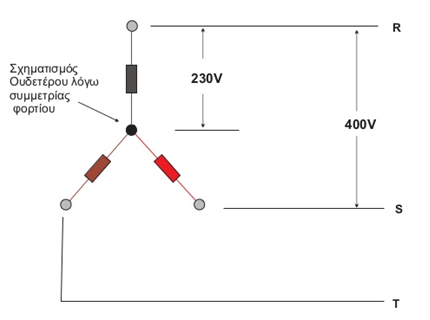 R
Σχηματισμός
Ουδετέρου λόγω
συμμετρίας
φορτίου
230V
400V
S
T